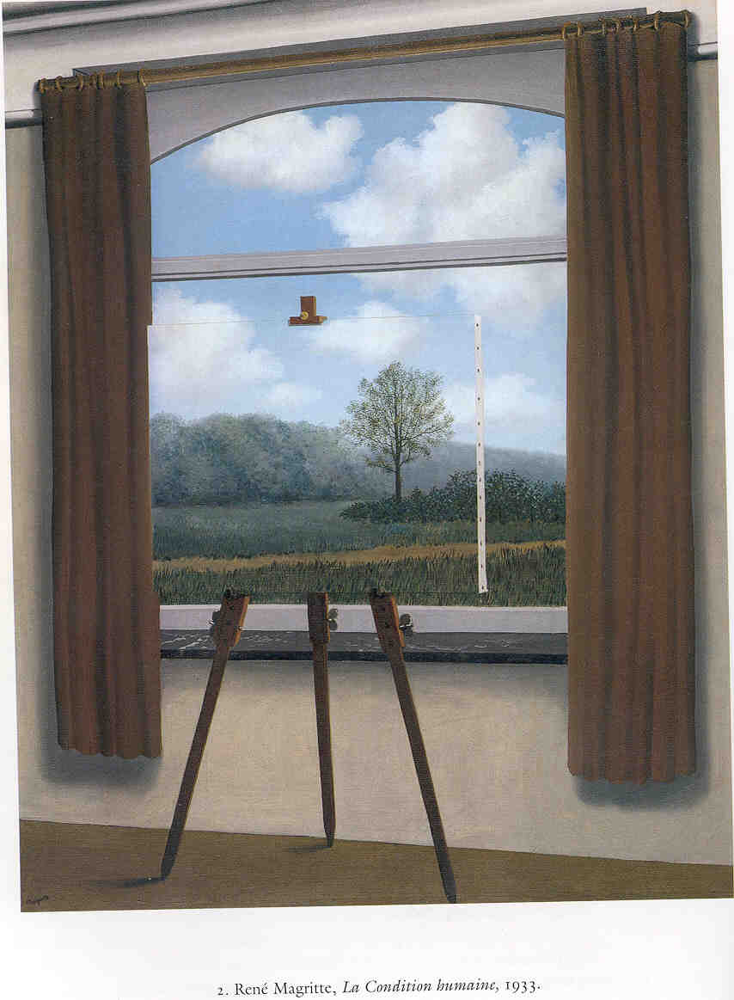 2. René Magritte, La Condition humaine, 1933.